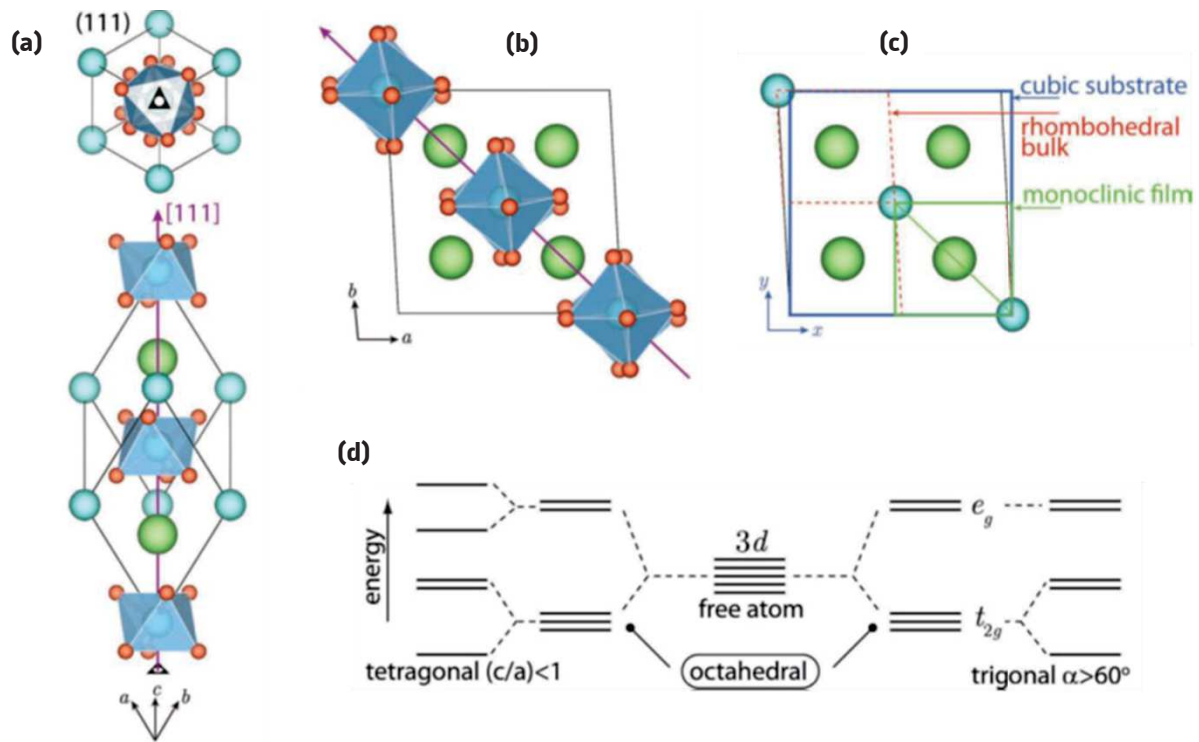 (a)
(111)
[111]
a
c
b
(b)
b
a
(c)
cubic substrate
rhombohedral
bulk
monoclinic film
y
x
(d)
energy
3d
free atom
e_g
t_2g
tetragonal (c/a)<1
octahedral
trigonal α>60°